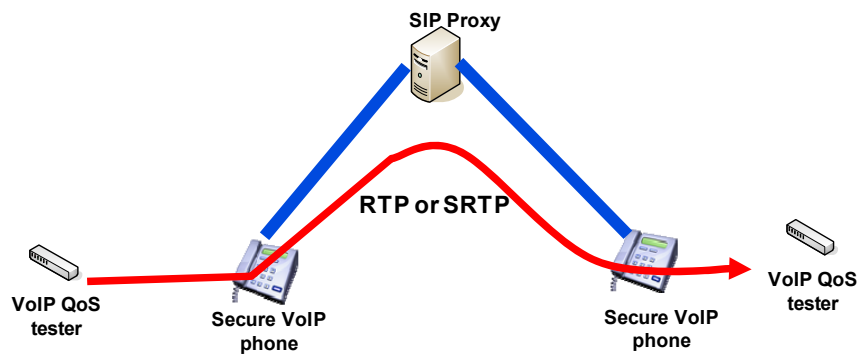 SIP Proxy
RTP or SRTP
VoIP QoS
tester
Secure VoIP
phone
Secure VoIP
phone
VoIP QoS
tester